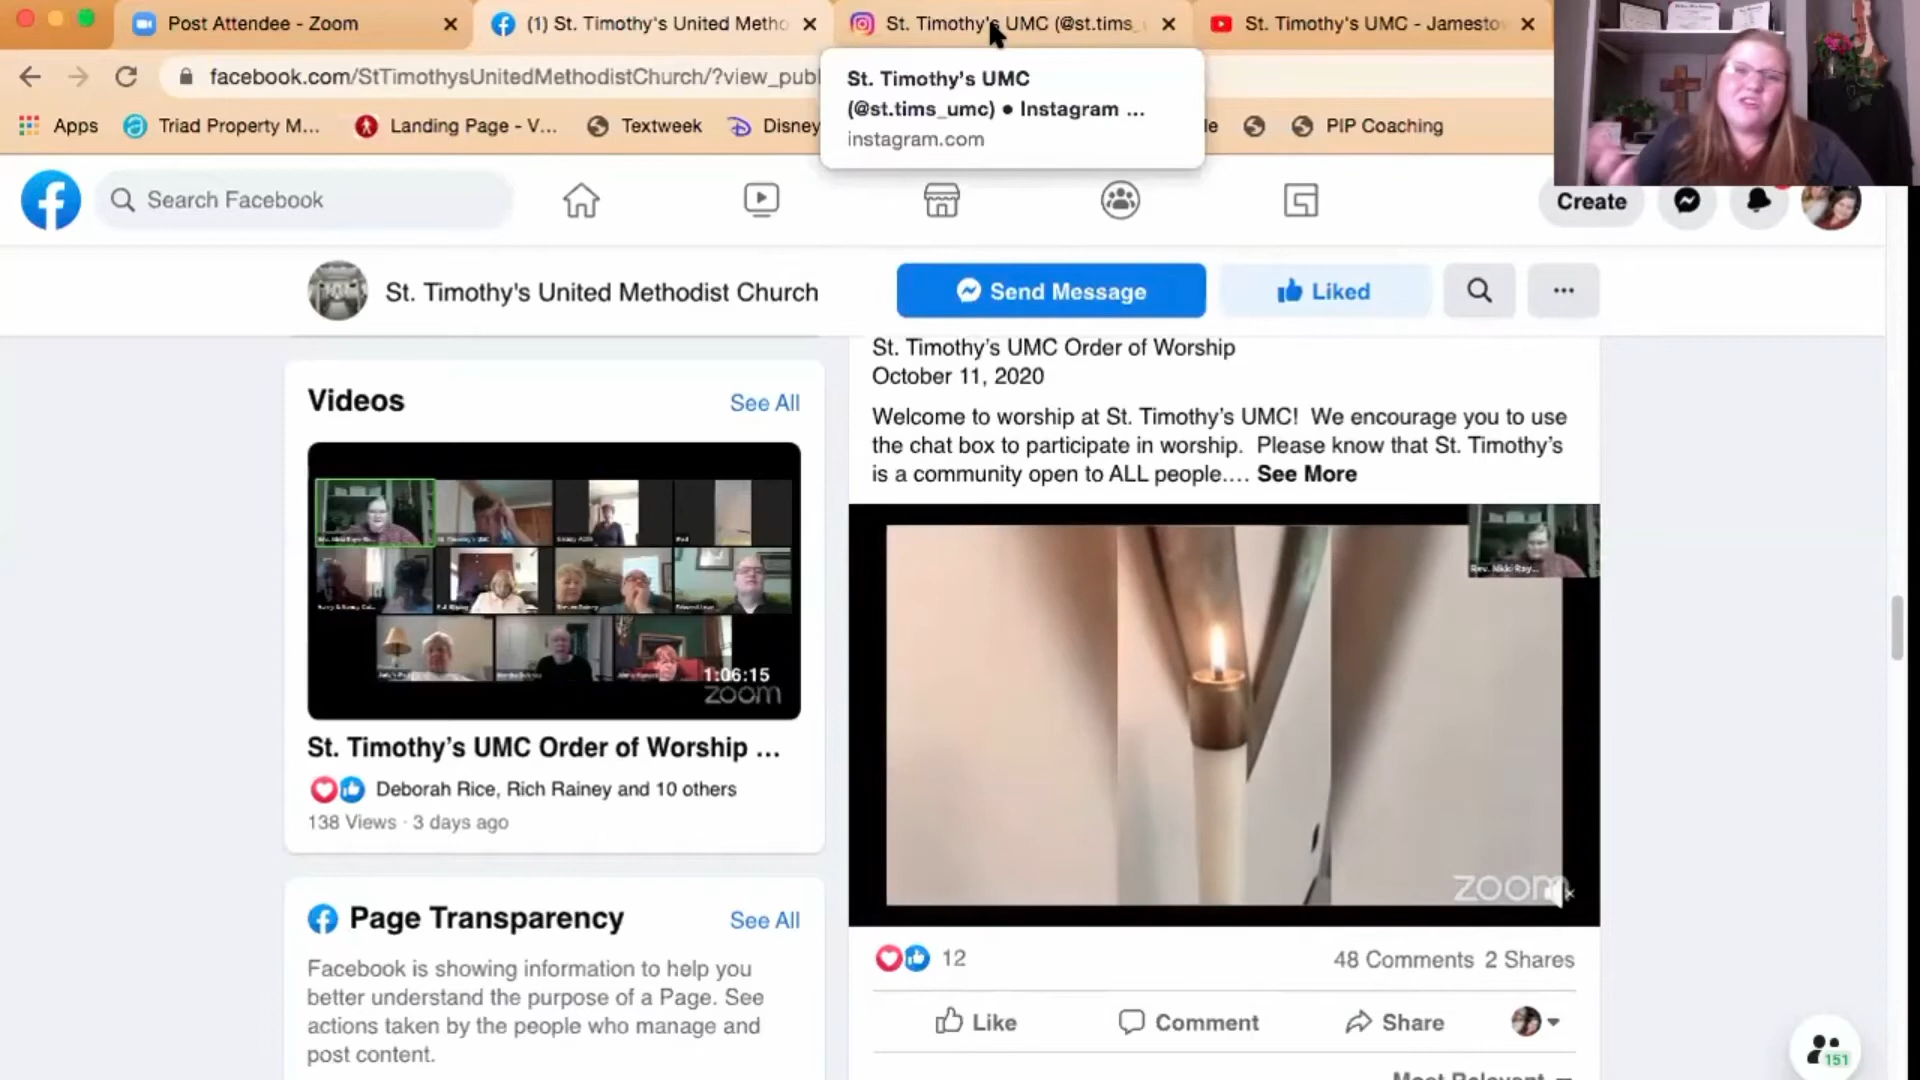 Post Attendee - Zoom
(1) St. Timothy's United Metho
St. Timothy's UMC (@st.tims_
St. Timothy's UMC - Jamesto
facebook.com/StTimothysUnitedMethodistChurch/?view_publ
St. Timothy's UMC
(@st.tims_umc) • Instagram ...
instagram.com
Apps
Triad Property M...
Landing Page - V...
Textweek
Disney
le
PIP Coaching
Search Facebook
Create
St. Timothy's United Methodist Church
Send Message
Liked
...
Videos
See All
1:06:15
zoom
St. Timothy's UMC Order of Worship ...
Deborah Rice, Rich Rainey and 10 others
138 Views · 3 days ago
Page Transparency
See All
Facebook is showing information to help you
better understand the purpose of a Page. See
actions taken by the people who manage and
post content.
St. Timothy's UMC Order of Worship
October 11, 2020
Welcome to worship at St. Timothy's UMC! We encourage you to use
the chat box to participate in worship. Please know that St. Timothy's
is a community open to ALL people.... See More
zoom
12
48 Comments 2 Shares
Like
Comment
Share
Most Relevant
151